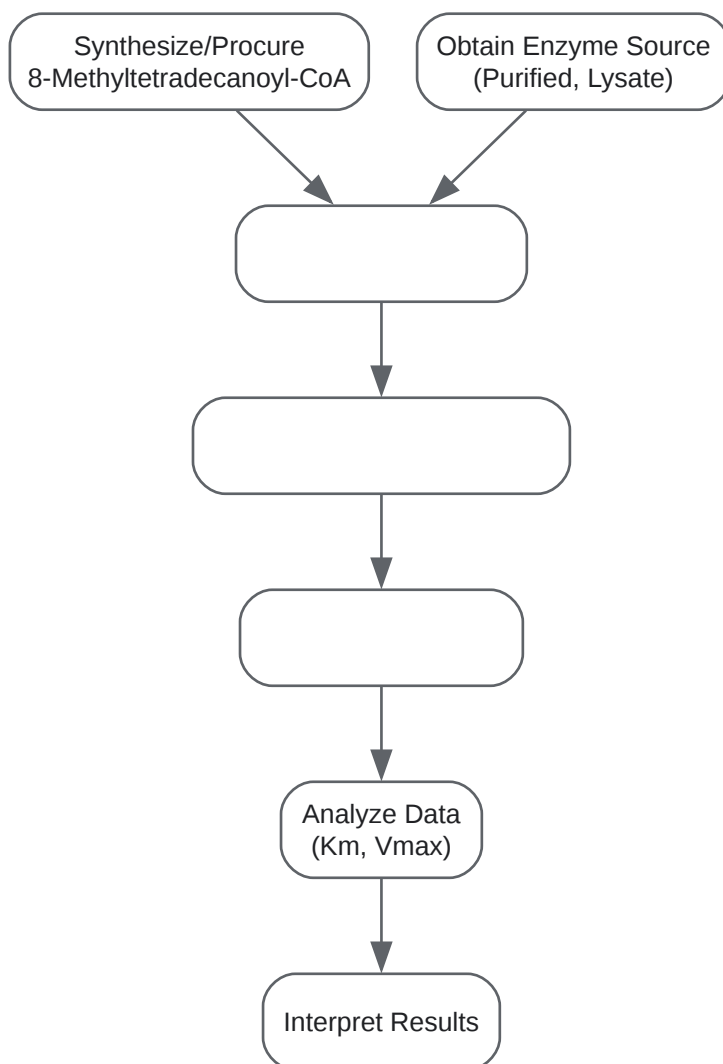 Synthesize/Procure
8-Methyltetradecanoyl-CoA
Obtain Enzyme Source
(Purified, Lysate)
Analyze Data
(Km, Vmax)
Interpret Results